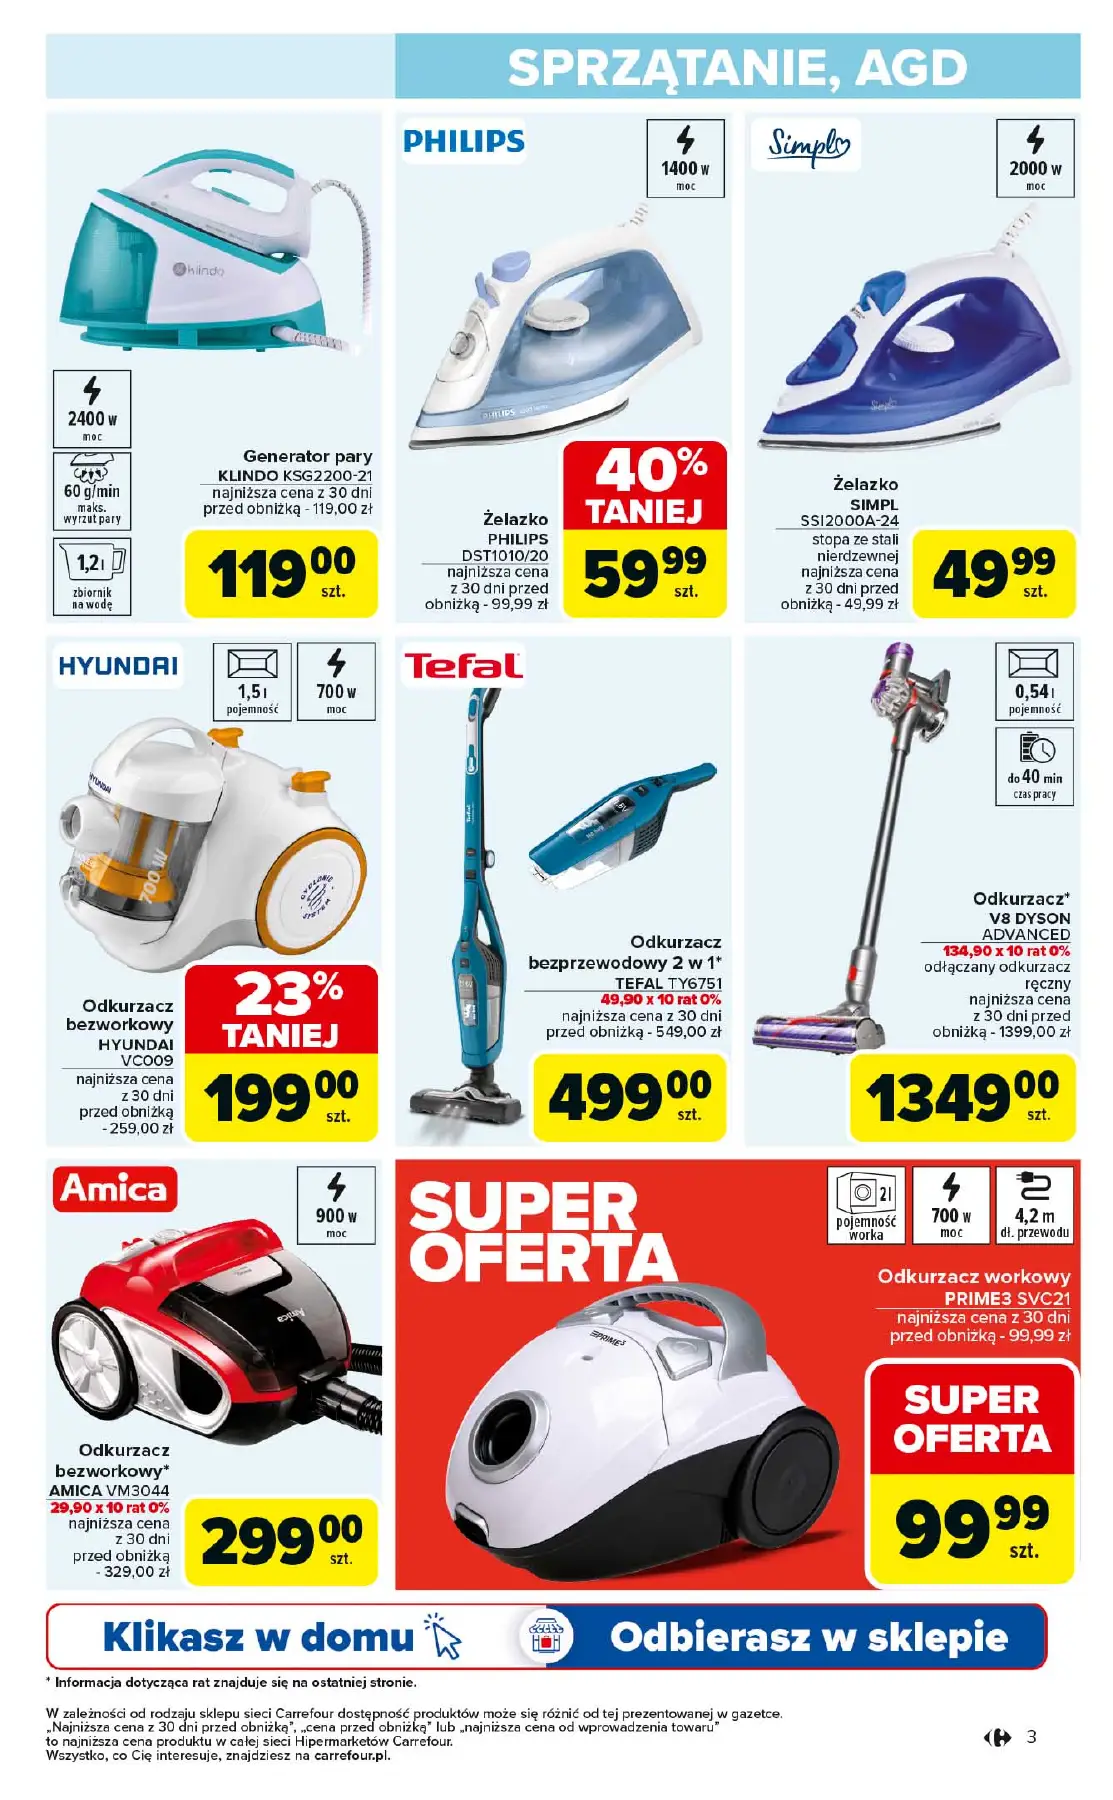 SPRZĄTANIE, AGD
klindo
2400 W
moc
60 g/min
maks.
wyrzut pary
1,2 l
zbiornik
na wodę
Generator pary
KLINDO KSG2200-21
najniższa cena z 30 dni
przed obniżką - 119,00 zł
119 00
szt.
PHILIPS
1400 W
moc
PHILIPS
Żelazko
PHILIPS
DST1010/20
najniższa cena
z 30 dni przed
obniżką - 99,99 zł
40%
TANIEJ
59 99
szt.
Simpl
2000 W
moc
Simpl
Żelazko
SIMPL
SSI2000A-24
stopa ze stali
nierdzewnej
najniższa cena
z 30 dni przed
obniżką - 49,99 zł
49 99
szt.
HYUNDAI
1,5 l
pojemność
700 W
moc
HYUNDAI
700W
CYCLONIC
SYSTEM
Odkurzacz
bezworkowy
HYUNDAI
VC009
najniższa cena
z 30 dni
przed obniżką
- 259,00 zł
23%
TANIEJ
199 00
szt.
Tefal
Tefal
Odkurzacz
bezprzewodowy 2 w 1*
TEFAL TY6751
49,90 x 10 rat 0%
najniższa cena z 30 dni
przed obniżką - 549,00 zł
499 00
szt.
0,54 l
pojemność
do 40 min
czas pracy
Odkurzacz*
V8 DYSON
ADVANCED
134,90 x 10 rat 0%
odłączany odkurzacz
ręczny
najniższa cena
z 30 dni przed
obniżką - 1399,00 zł
1349 00
szt.
Amica
900 W
moc
Amica
Odkurzacz
bezworkowy*
AMICA VM3044
29,90 x 10 rat 0%
najniższa cena
z 30 dni
przed obniżką
- 329,00 zł
299 00
szt.
SUPER
OFERTA
2l
pojemność
worka
700 W
moc
4,2 m
dł. przewodu
PRIME3
Odkurzacz workowy
PRIME3 SVC21
najniższa cena z 30 dni
przed obniżką - 99,99 zł
SUPER
OFERTA
99 99
szt.
Klikasz w domu
Odbierasz w sklepie
* Informacja dotycząca rat znajduje się na ostatniej stronie.
W zależności od rodzaju sklepu sieci Carrefour dostępność produktów może się różnić od tej prezentowanej w gazetce.
„Najniższa cena z 30 dni przed obniżką”, „cena przed obniżką” lub „najniższa cena od wprowadzenia towaru”
to najniższa cena produktu w całej sieci Hipermarketów Carrefour.
Wszystko, co Cię interesuje, znajdziesz na carrefour.pl.
3